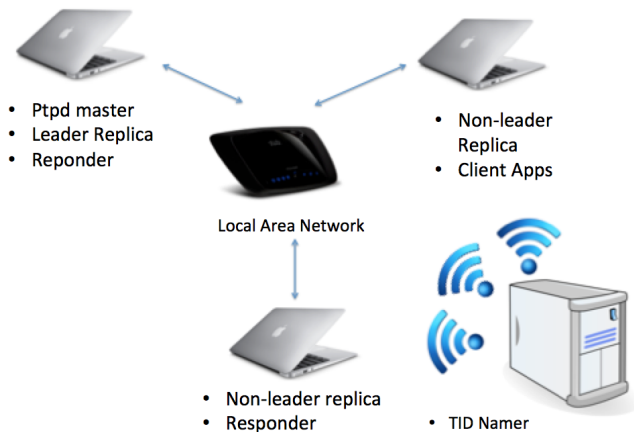 • Ptpd master
• Leader Replica
• Reponder
• Non-leader
Replica
• Client Apps
Local Area Network
• Non-leader replica
• Responder
• TID Namer